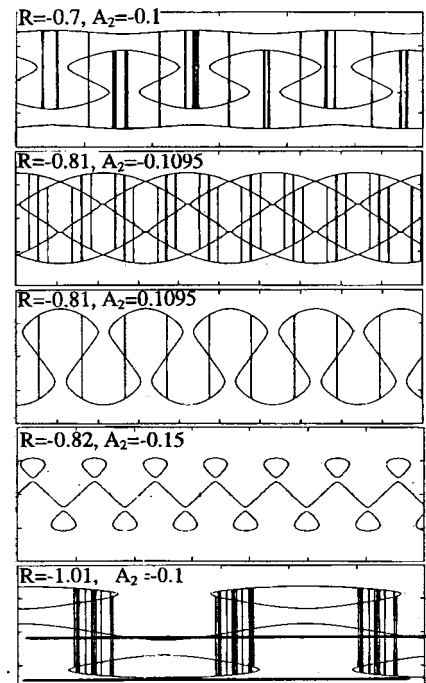 R=-0.7, A₂=-0.1
R=-0.81, A₂=-0.1095
R=-0.81, A₂=0.1095
R=-0.82, A₂=-0.15
R=-1.01, A₂=-0.1